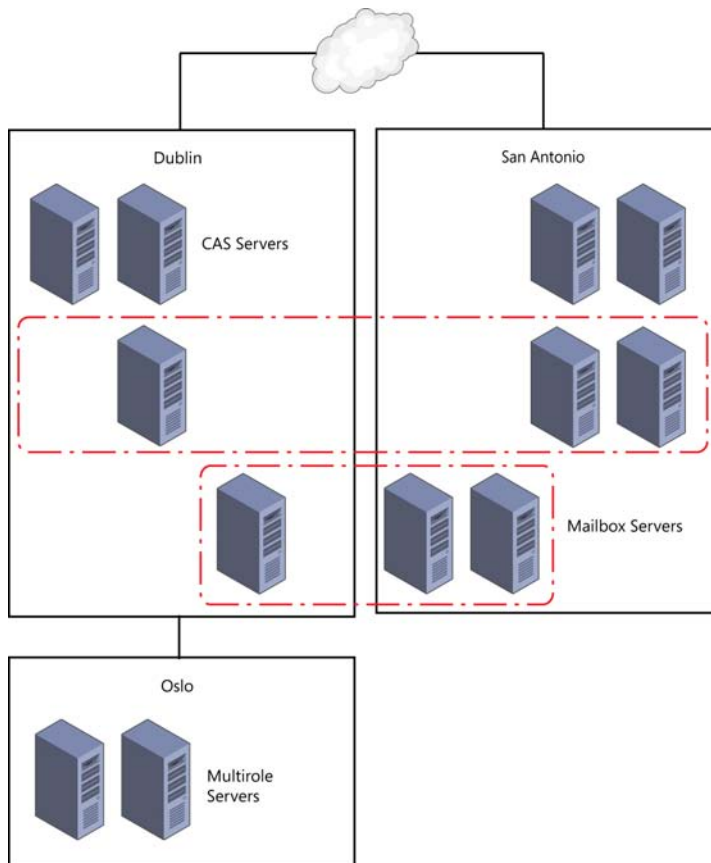 Dublin
San Antonio
CAS Servers
Mailbox Servers
Oslo
Multirole
Servers